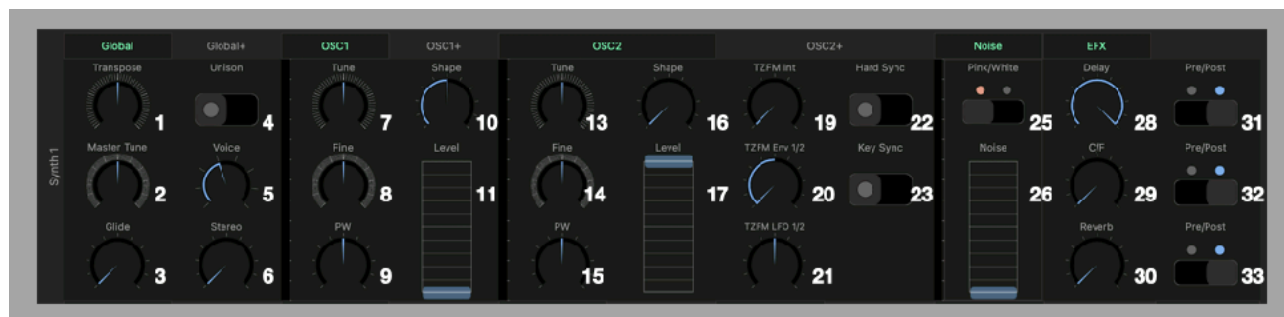 Global Global+ OSC1 OSC1+ OSC2 OSC2+ Noise EFX
Transpose Unison Tune Shape Tune Shape TZFM Int Hard Sync Pink/White Delay Pre/Post
1 4 7 10 13 16 19 22 25 28 31
Synth 1
Master Tune Voice Fine Level Fine Level TZFM Env 1/2 Key Sync Noise C/F Pre/Post
2 5 8 11 14 17 20 23 26 29 32
Glide Stereo PW PW TZFM LFO 1/2 Reverb Pre/Post
3 6 9 15 21 30 33